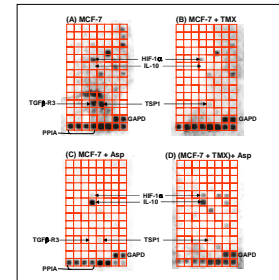 (A) MCF-7
(B) MCF-7 + TMX
HIF-1α
IL-10
TGFβ-R3
TSP1
GAPD
GAPD
PPIA
(C) MCF-7 + Asp
(D) (MCF-7 + TMX)+ Asp
HIF-1α
IL-10
TGFβ-R3
TSP1
GAPD
GAPD
PPIA